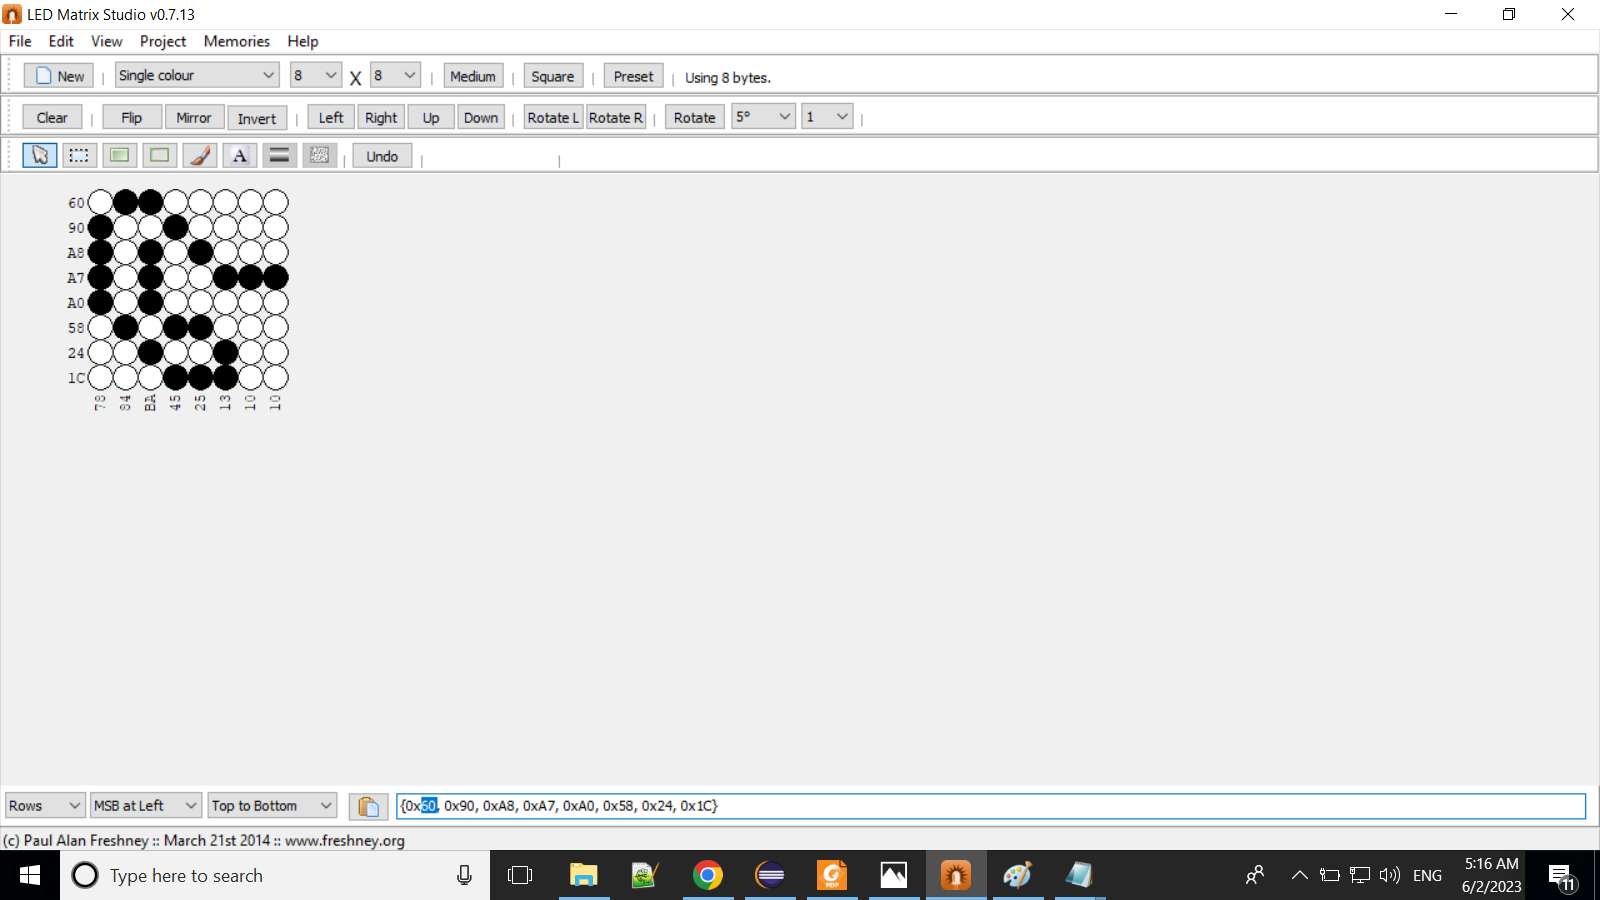 LED Matrix Studio v0.7.13
File Edit View Project Memories Help
New | Single colour 8 X 8 | Medium | Square | Preset | Using 8 bytes.
Clear | Flip Mirror Invert | Left Right Up Down | Rotate L Rotate R | Rotate 5° 1 |
A | Undo | |
60
90
A8
A7
A0
58
24
1C
78 84 BA 45 25 13 10 10
Rows MSB at Left Top to Bottom {0x60, 0x90, 0xA8, 0xA7, 0xA0, 0x58, 0x24, 0x1C}
(c) Paul Alan Freshney :: March 21st 2014 :: www.freshney.org
Type here to search PDF ENG 5:16 AM
6/2/2023 11